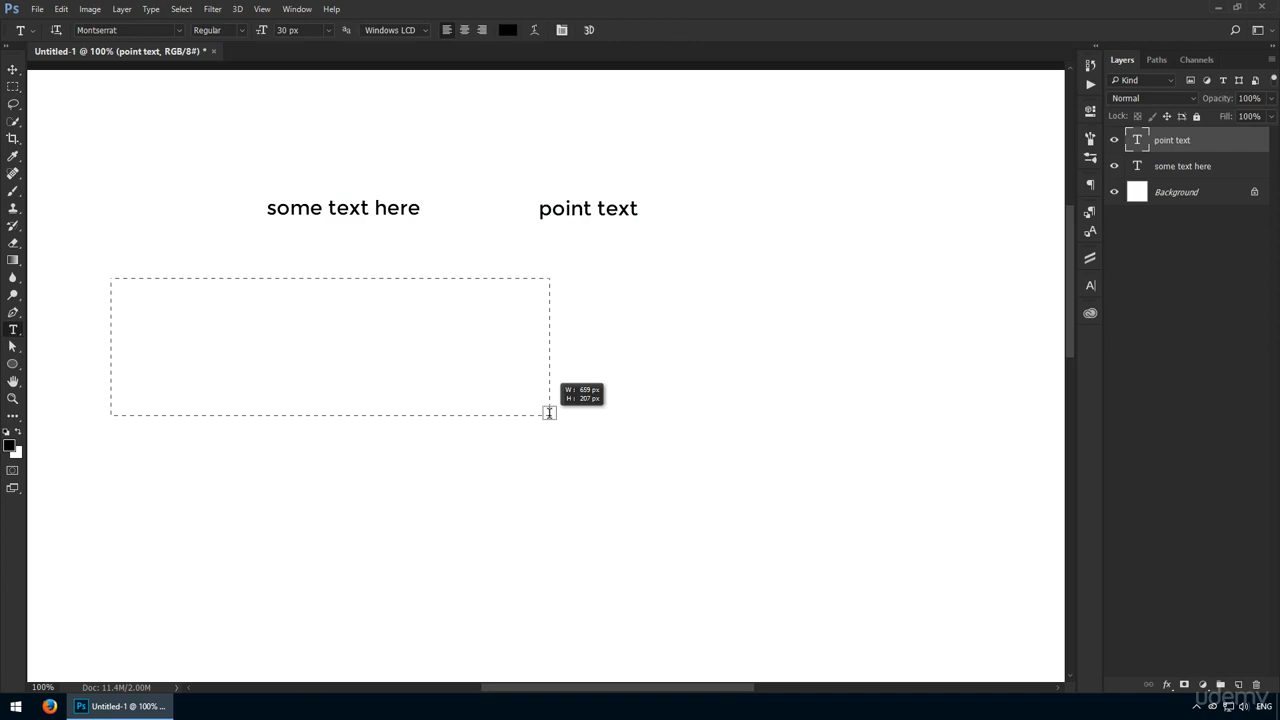 Ps File Edit Image Layer Type Select Filter 3D View Window Help
T Montserrat Regular 30 px aa Windows LCD 3D
Untitled-1 @ 100% (point text, RGB/8#) * ×
Layers Paths Channels
Kind
Normal Opacity: 100%
Lock: Fill: 100%
point text
some text here
Background
some text here point text
W: 659 px
H: 207 px
100% Doc: 11.4M/2.00M
udemy
Ps Untitled-1 @ 100% ... ENG